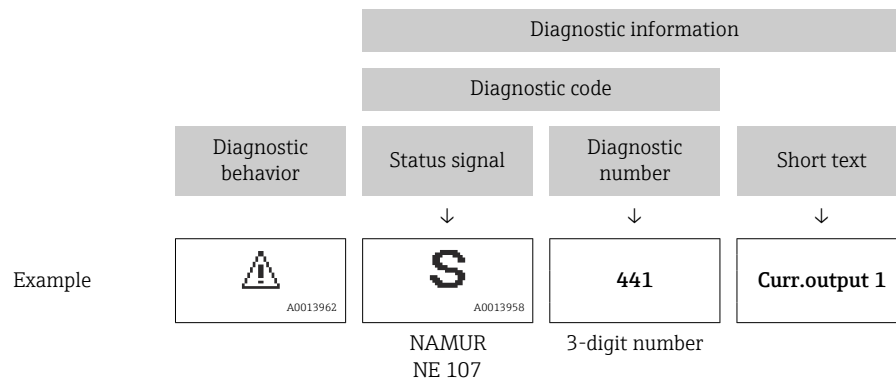 Diagnostic information
Diagnostic code
Diagnostic
behavior
Status signal
Diagnostic
number
Short text
↓
↓
↓
Example
A0013962
S
A0013958
441
Curr.output 1
NAMUR
NE 107
3-digit number